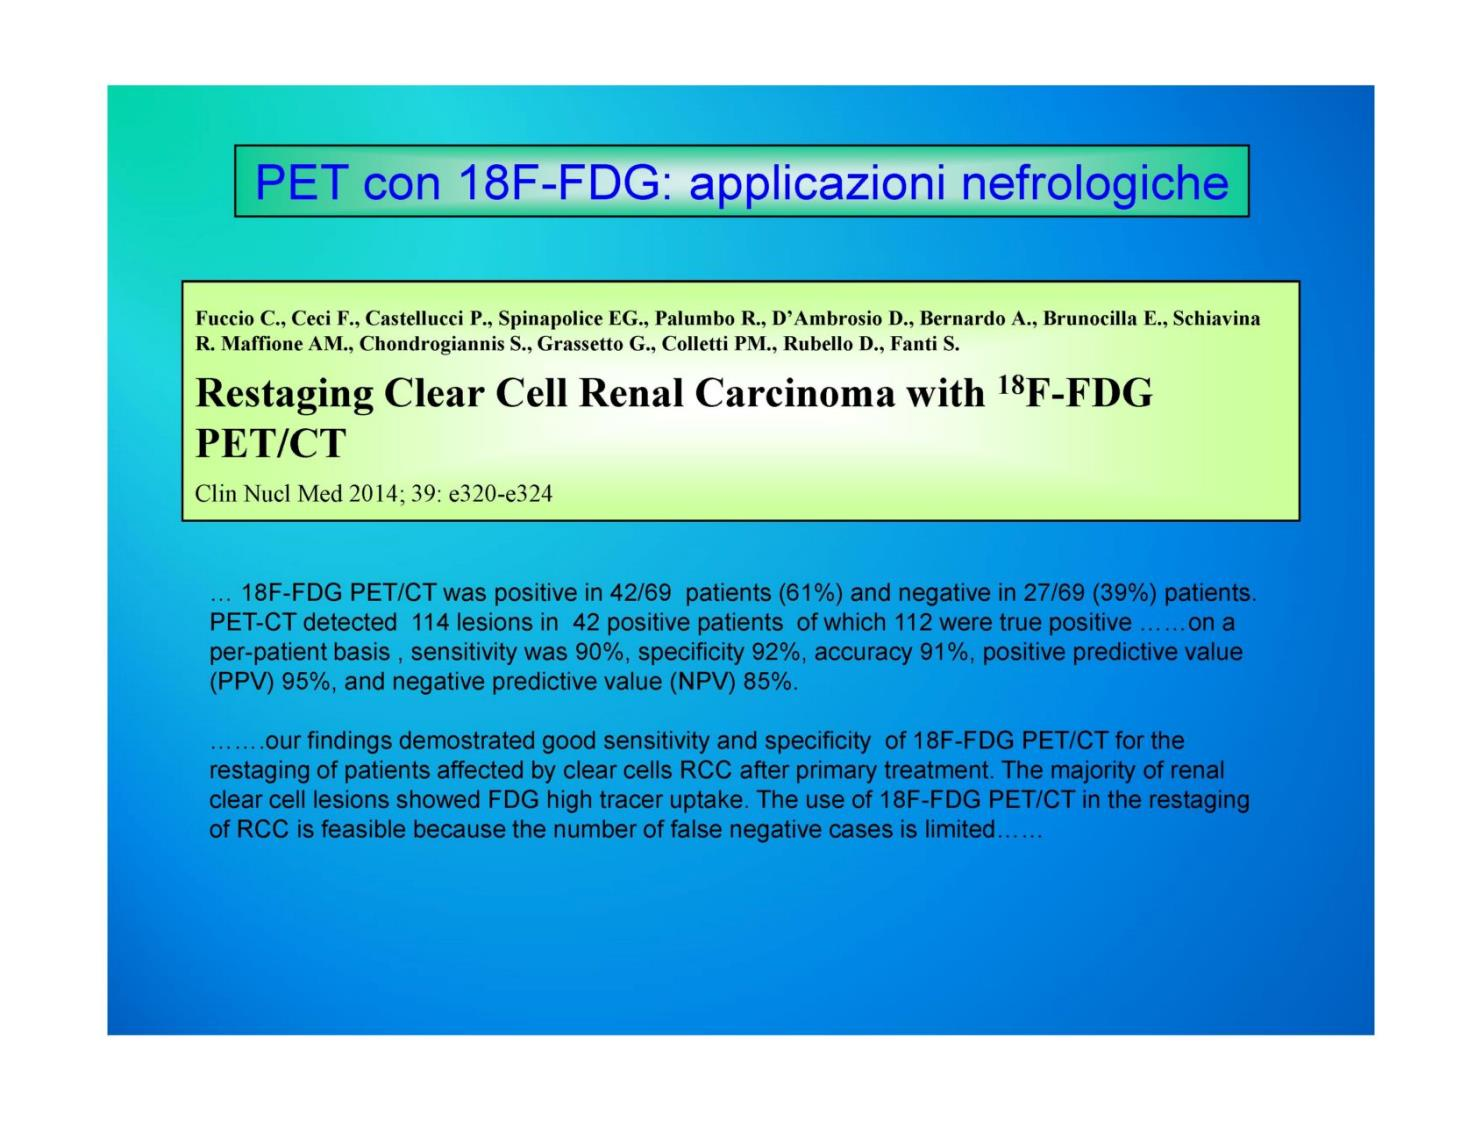 PET con 18F-FDG: applicazioni nefrologiche
Fuccio C., Ceci F., Castellucci P., Spinapolice EG., Palumbo R., D’Ambrosio D., Bernardo A., Brunocilla E., Schiavina
R. Maffione AM., Chondrogiannis S., Grassetto G., Colletti PM., Rubello D., Fanti S.
Restaging Clear Cell Renal Carcinoma with ¹⁸F-FDG
PET/CT
Clin Nucl Med 2014; 39: e320-e324
… 18F-FDG PET/CT was positive in 42/69 patients (61%) and negative in 27/69 (39%) patients.
PET-CT detected 114 lesions in 42 positive patients of which 112 were true positive ……on a
per-patient basis , sensitivity was 90%, specificity 92%, accuracy 91%, positive predictive value
(PPV) 95%, and negative predictive value (NPV) 85%.
…….our findings demostrated good sensitivity and specificity of 18F-FDG PET/CT for the
restaging of patients affected by clear cells RCC after primary treatment. The majority of renal
clear cell lesions showed FDG high tracer uptake. The use of 18F-FDG PET/CT in the restaging
of RCC is feasible because the number of false negative cases is limited……